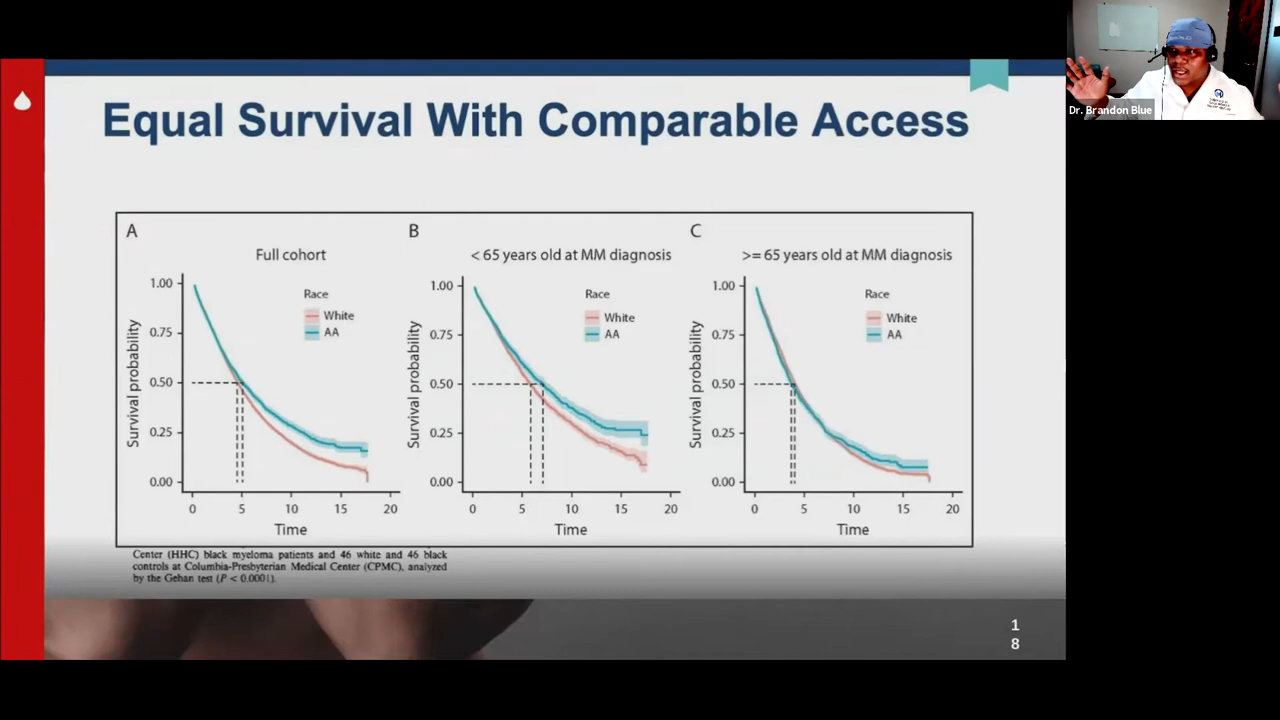 Dr. Brandon Blue
Equal Survival With Comparable Access
A
Full cohort
Race
White
AA
Survival probability
1.00
0.75
0.50
0.25
0.00
0
5
10
15
20
Time
B
< 65 years old at MM diagnosis
Race
White
AA
Survival probability
1.00
0.75
0.50
0.25
0.00
0
5
10
15
20
Time
C
>= 65 years old at MM diagnosis
Race
White
AA
Survival probability
1.00
0.75
0.50
0.25
0.00
0
5
10
15
20
Time
Center (HHC) black myeloma patients and 46 white and 46 black
controls at Columbia-Presbyterian Medical Center (CPMC), analyzed
by the Gehan test (P < 0.0001).
1
8